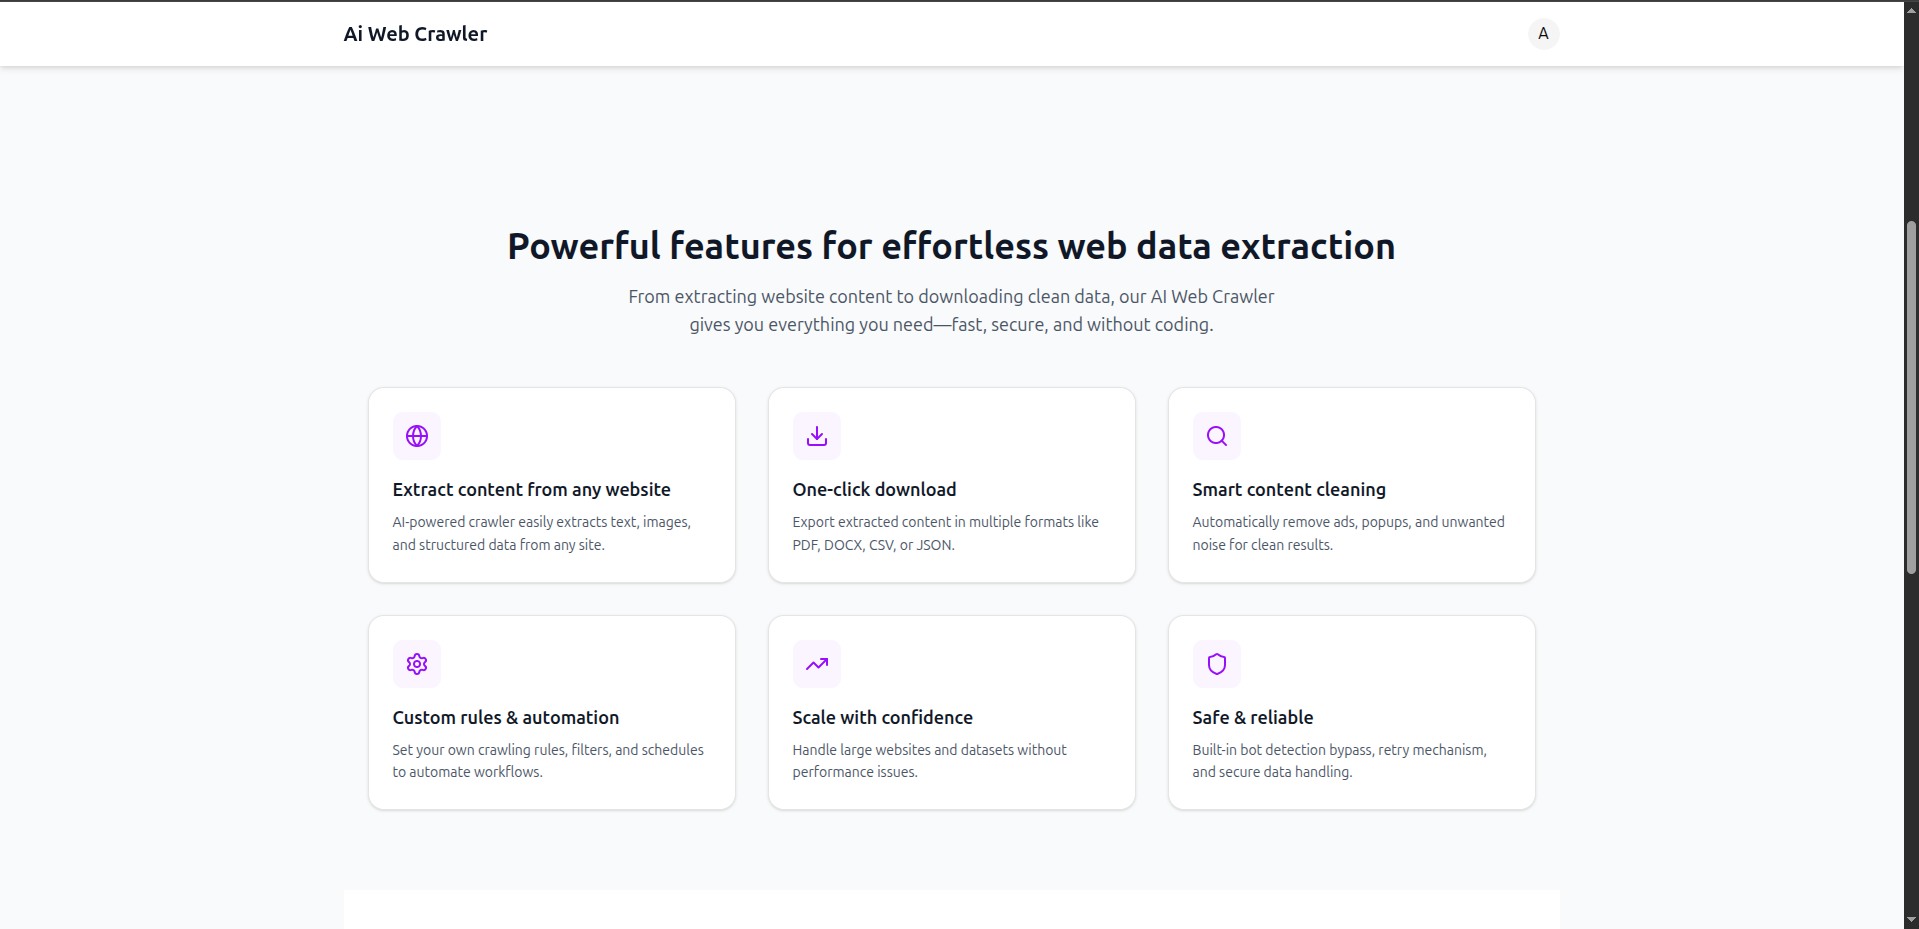 Ai Web Crawler
A
Powerful features for effortless web data extraction
From extracting website content to downloading clean data, our AI Web Crawler
gives you everything you need—fast, secure, and without coding.
Extract content from any website
AI-powered crawler easily extracts text, images,
and structured data from any site.
One-click download
Export extracted content in multiple formats like
PDF, DOCX, CSV, or JSON.
Smart content cleaning
Automatically remove ads, popups, and unwanted
noise for clean results.
Custom rules & automation
Set your own crawling rules, filters, and schedules
to automate workflows.
Scale with confidence
Handle large websites and datasets without
performance issues.
Safe & reliable
Built-in bot detection bypass, retry mechanism,
and secure data handling.